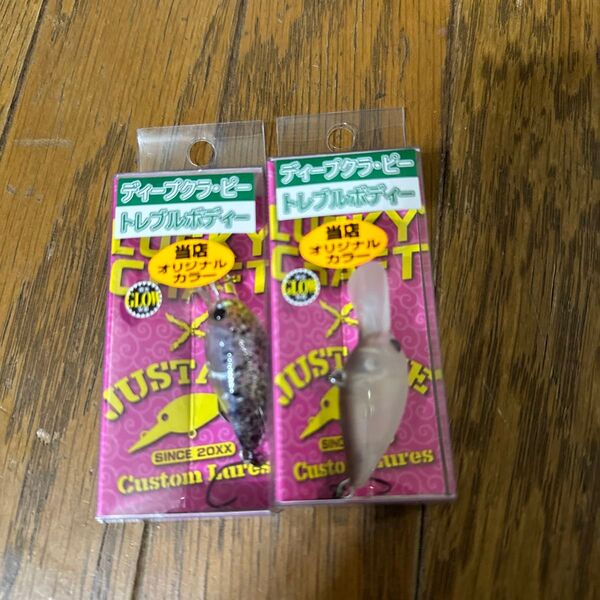 ディープクラ・ピー
トレブルボディー
LUCKY
CRAFT
当店
オリジナル
カラー
GLOW
SINCE 20XX
Custom Lures
ディープクラ・ピー
トレブルボディー
LUCKY
CRAFT
当店
オリジナル
カラー
GLOW
SINCE 20XX
Custom Lures